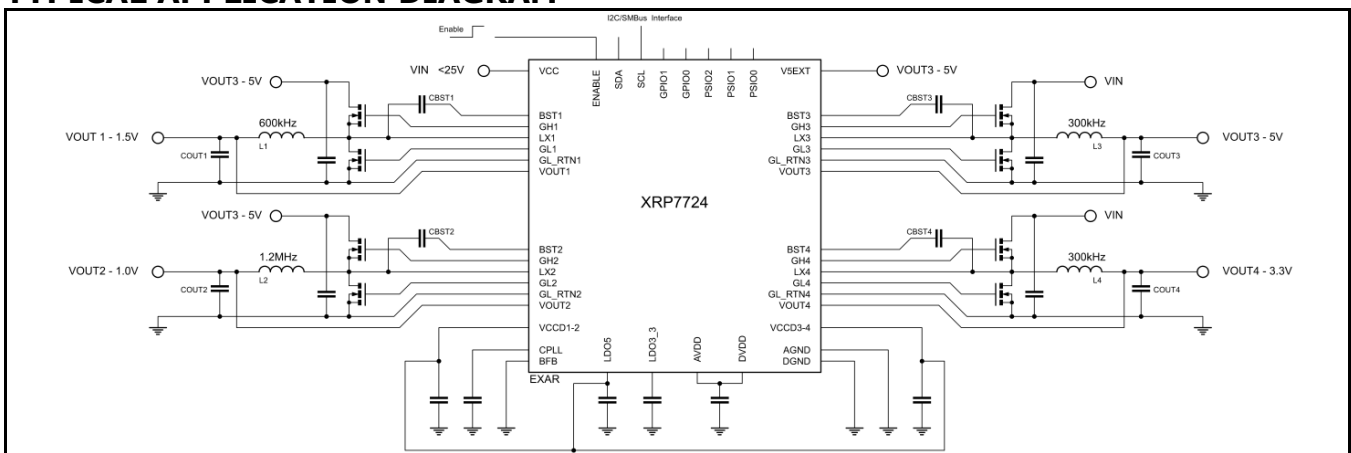 TYPICAL APPLICATION DIAGRAM
I2C/SMBus Interface
Enable
VIN <25V
VCC
ENABLE
SDA
SCL
GPIO1
GPIO0
PSIO2
PSIO1
PSIO0
V5EXT
VOUT3 - 5V
VOUT3 - 5V
CBST1
600kHz
VOUT 1 - 1.5V
L1
COUT1
BST1
GH1
LX1
GL1
GL_RTN1
VOUT1
VIN
CBST3
BST3
GH3
LX3
GL3
GL_RTN3
VOUT3
300kHz
L3
VOUT3 - 5V
COUT3
XRP7724
VOUT3 - 5V
CBST2
1.2MHz
VOUT2 - 1.0V
L2
COUT2
BST2
GH2
LX2
GL2
GL_RTN2
VOUT2
VIN
CBST4
BST4
GH4
LX4
GL4
GL_RTN4
VOUT4
300kHz
L4
VOUT4 - 3.3V
COUT4
VCCD1-2
CPLL
BFB
LDO5
LDO3_3
AVDD
DVDD
VCCD3-4
AGND
DGND
EXAR